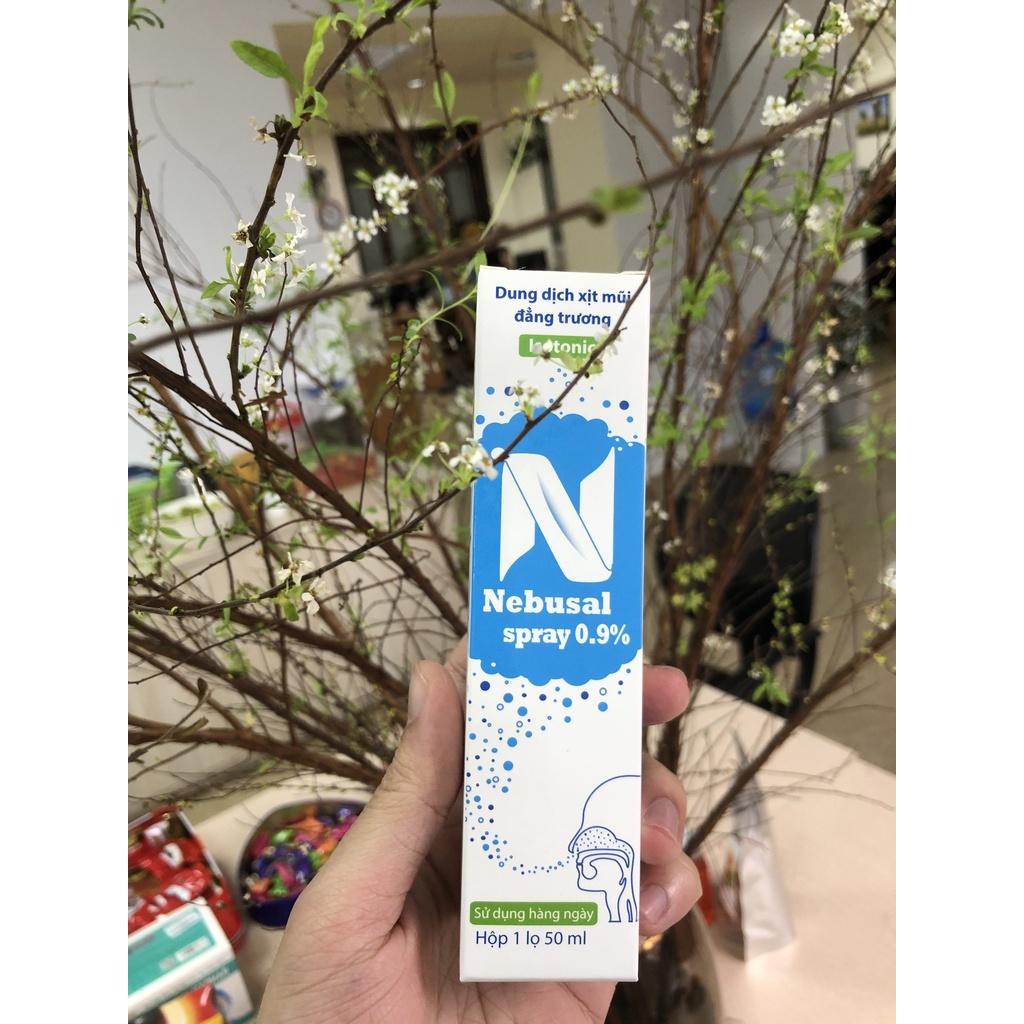 Dung dịch xịt mũi
đẳng trương
Isotonic
N
Nebusal
spray 0.9%
Sử dụng hàng ngày
Hộp 1 lọ 50 ml